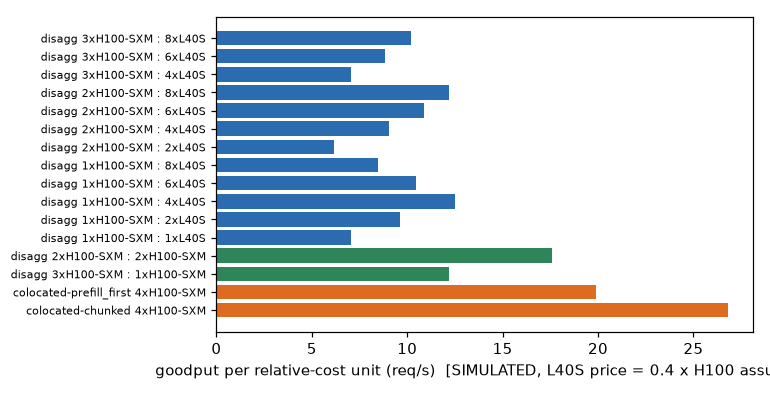 disagg 3xH100-SXM : 8xL40S
disagg 3xH100-SXM : 6xL40S
disagg 3xH100-SXM : 4xL40S
disagg 2xH100-SXM : 8xL40S
disagg 2xH100-SXM : 6xL40S
disagg 2xH100-SXM : 4xL40S
disagg 2xH100-SXM : 2xL40S
disagg 1xH100-SXM : 8xL40S
disagg 1xH100-SXM : 6xL40S
disagg 1xH100-SXM : 4xL40S
disagg 1xH100-SXM : 2xL40S
disagg 1xH100-SXM : 1xL40S
disagg 2xH100-SXM : 2xH100-SXM
disagg 3xH100-SXM : 1xH100-SXM
colocated-prefill_first 4xH100-SXM
colocated-chunked 4xH100-SXM
0 5 10 15 20 25
goodput per relative-cost unit (req/s) [SIMULATED, L40S price = 0.4 x H100 assu